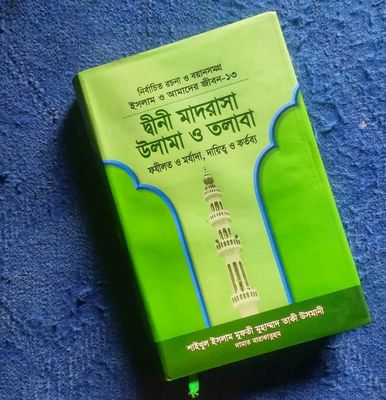 নির্বাচিত রচনা ও বয়ানসমগ্র
ইসলাম ও আমাদের জীবন-১৩
দ্বীনী মাদরাসা
উলামা ও তলাবা
ফযীলত ও মর্যাদা, দায়িত্ব ও কর্তব্য
শাইখুল ইসলাম মুফতী মুহাম্মাদ তাকী উসমানী
দামাত বারাকাতুহুম